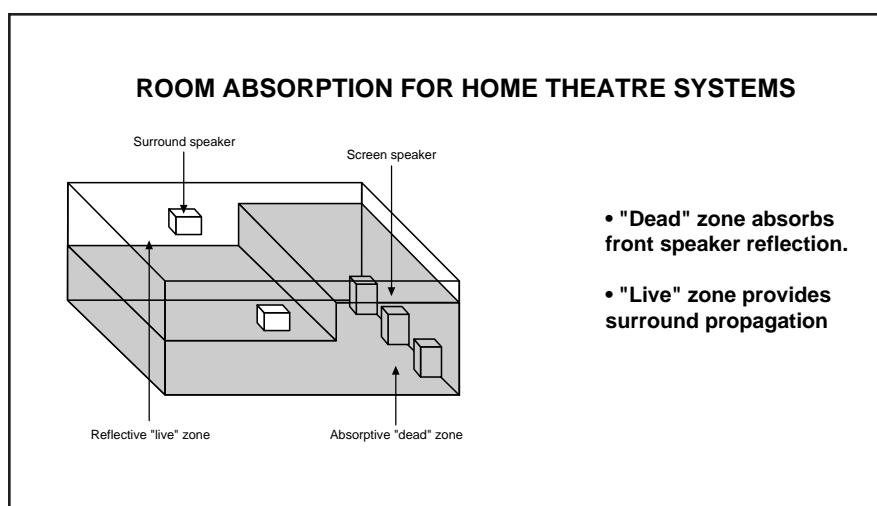 ROOM ABSORPTION FOR HOME THEATRE SYSTEMS
Surround speaker
Screen speaker
• "Dead" zone absorbs
front speaker reflection.
• "Live" zone provides
surround propagation
Reflective "live" zone
Absorptive "dead" zone